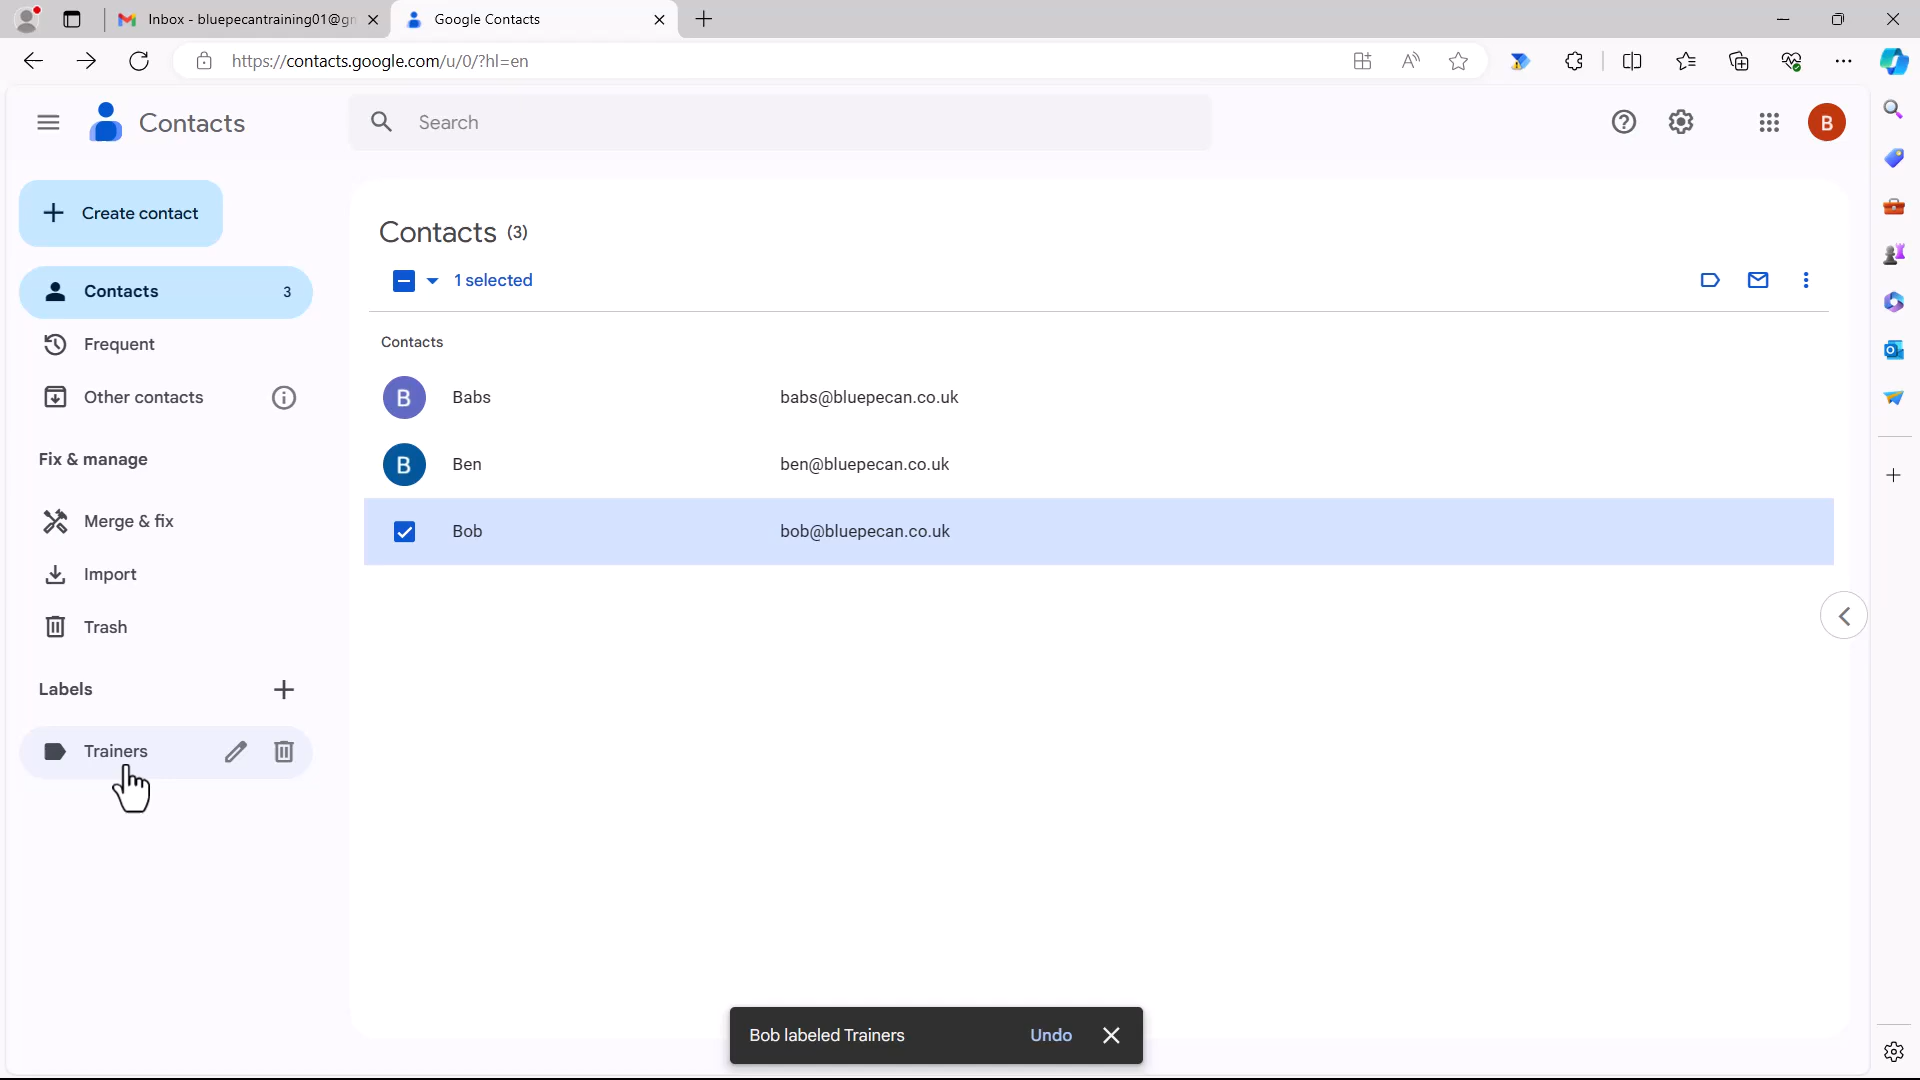 Inbox - bluepecantraining01@gm
Google Contacts
https://contacts.google.com/u/0/?hl=en
Contacts
Search
B
Create contact
Contacts (3)
Contacts 3
1 selected
Frequent
Contacts
Other contacts
B Babs babs@bluepecan.co.uk
Fix & manage
B Ben ben@bluepecan.co.uk
Merge & fix
Bob bob@bluepecan.co.uk
Import
Trash
Labels
Trainers
Bob labeled Trainers Undo